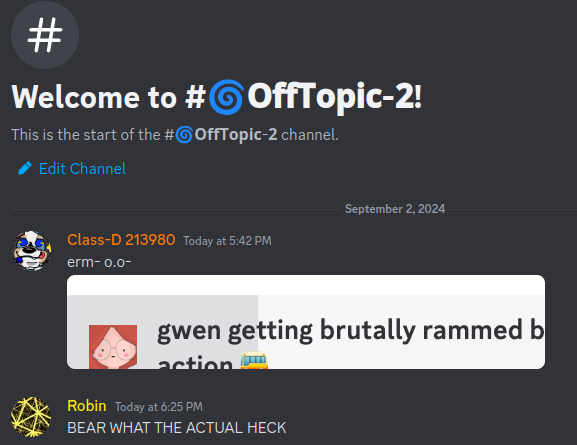 #
Welcome to #🌀OffTopic-2!
This is the start of the #🌀OffTopic-2 channel.
Edit Channel
September 2, 2024
Class-D 213980 Today at 5:42 PM
erm- o.o-
gwen getting brutally rammed b
action 🚎
Robin Today at 6:25 PM
BEAR WHAT THE ACTUAL HECK